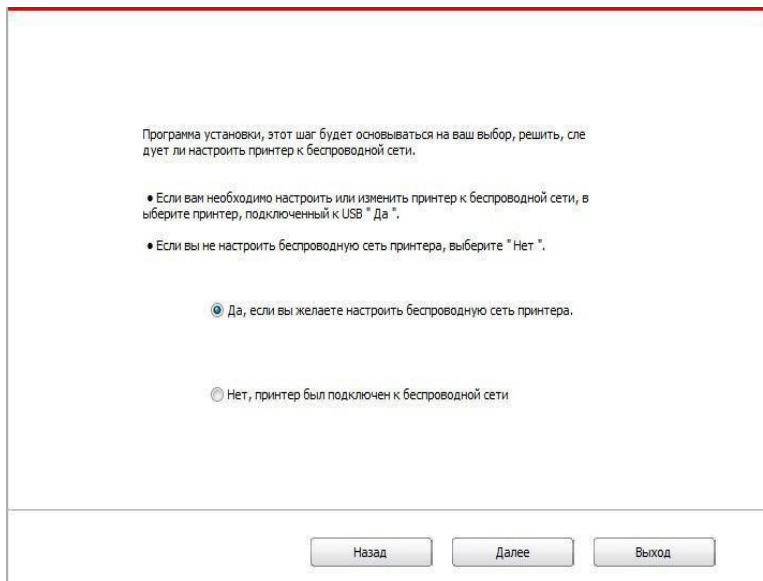 Программа установки, этот шаг будет основываться на ваш выбор, решить, сле
дует ли настроить принтер к беспроводной сети.
● Если вам необходимо настроить или изменить принтер к беспроводной сети, в
ыберите принтер, подключенный к USB " Да ".
● Если вы не настроить беспроводную сеть принтера, выберите " Нет ".
Да, если вы желаете настроить беспроводную сеть принтера.
Нет, принтер был подключен к беспроводной сети
Назад Далее Выход